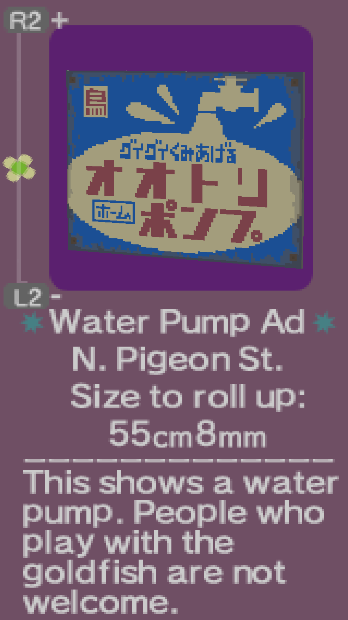 R2 +
鳥
グイグイくみあげる
オオトリ
ホーム
ポンプ
L2 -
Water Pump Ad
N. Pigeon St.
Size to roll up:
55cm8mm
This shows a water
pump. People who
play with the
goldfish are not
welcome.